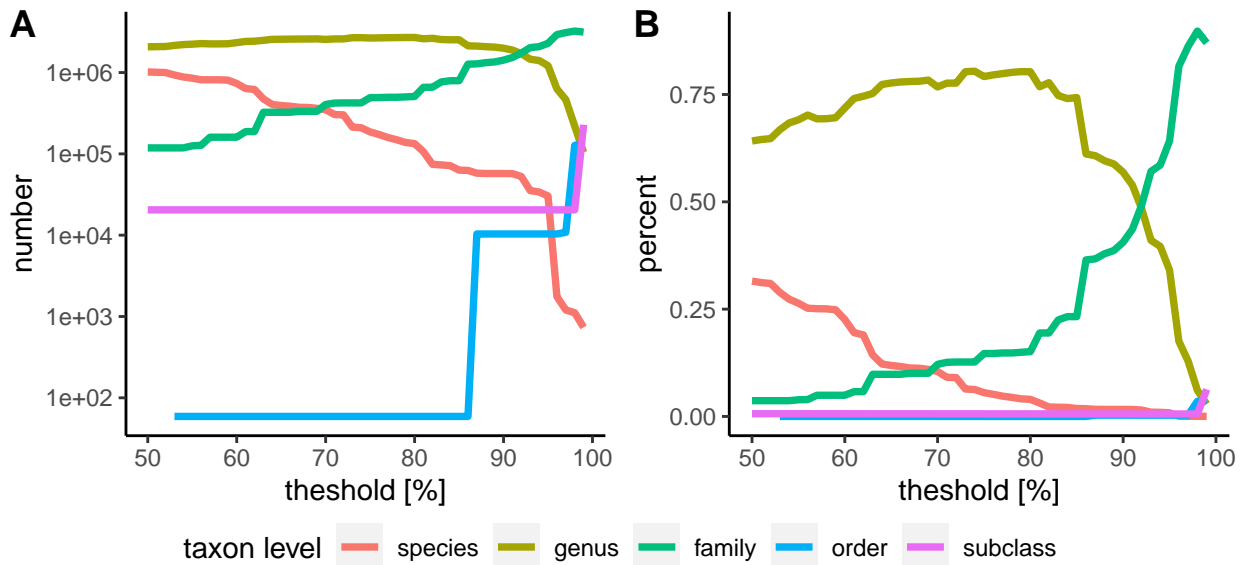 A
number
1e+06
1e+05
1e+04
1e+03
1e+02
50 60 70 80 90 100
theshold [%]
B
percent
0.75
0.50
0.25
0.00
50 60 70 80 90 100
theshold [%]
taxon level species genus family order subclass